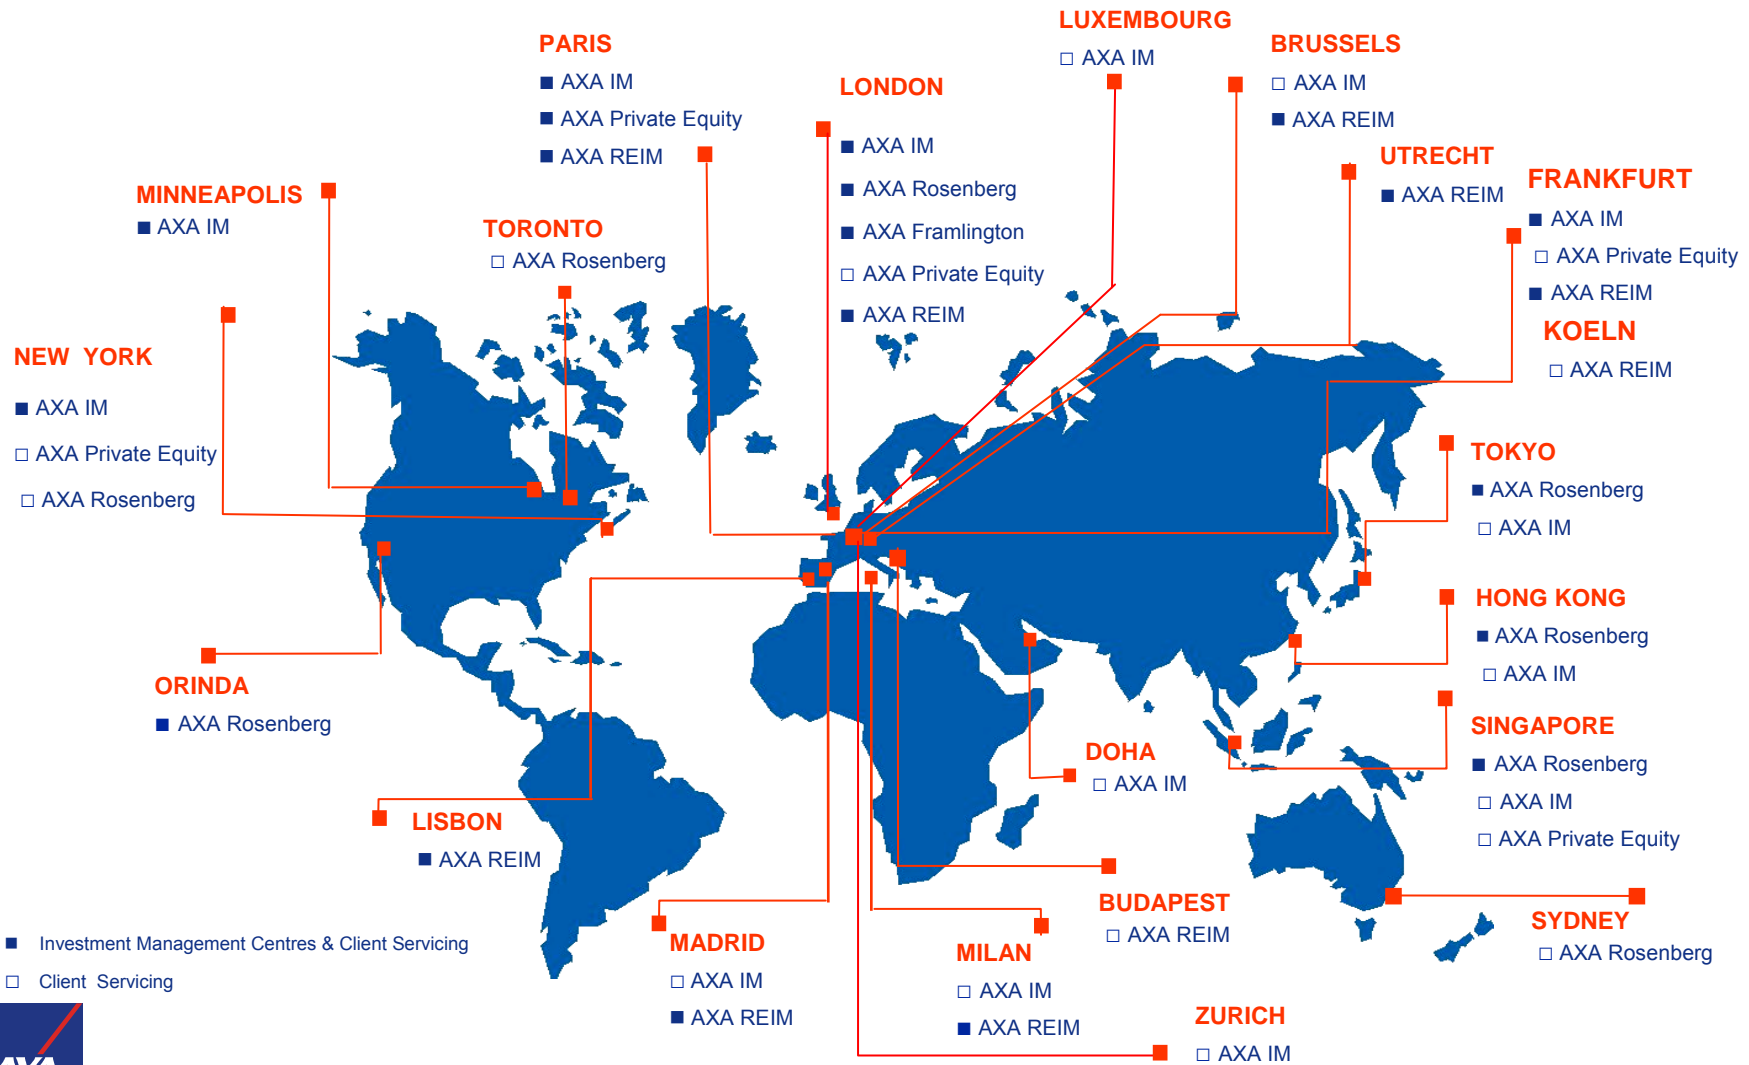 LUXEMBOURG
□ AXA IM
PARIS
■ AXA IM
■ AXA Private Equity
■ AXA REIM
BRUSSELS
□ AXA IM
■ AXA REIM
LONDON
■ AXA IM
■ AXA Rosenberg
■ AXA Framlington
□ AXA Private Equity
■ AXA REIM
UTRECHT
■ AXA REIM
FRANKFURT
■ AXA IM
□ AXA Private Equity
■ AXA REIM
KOELN
□ AXA REIM
MINNEAPOLIS
■ AXA IM
TORONTO
□ AXA Rosenberg
NEW YORK
■ AXA IM
□ AXA Private Equity
□ AXA Rosenberg
TOKYO
■ AXA Rosenberg
□ AXA IM
HONG KONG
■ AXA Rosenberg
□ AXA IM
ORINDA
■ AXA Rosenberg
SINGAPORE
■ AXA Rosenberg
□ AXA IM
□ AXA Private Equity
DOHA
□ AXA IM
LISBON
■ AXA REIM
BUDAPEST
□ AXA REIM
SYDNEY
□ AXA Rosenberg
MADRID
□ AXA IM
■ AXA REIM
MILAN
□ AXA IM
■ AXA REIM
ZURICH
□ AXA IM
■ Investment Management Centres & Client Servicing
□ Client Servicing
AXA